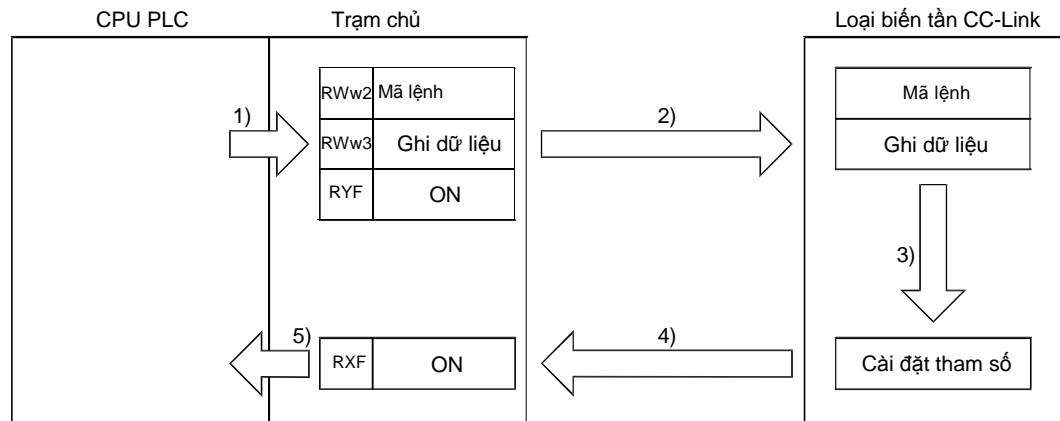 CPU PLC
Trạm chủ
Loại biến tần CC-Link
RWw2 Mã lệnh
Mã lệnh
1)
2)
RWw3 Ghi dữ liệu
Ghi dữ liệu
RYF ON
3)
5)
4)
RXF ON
Cài đặt tham số